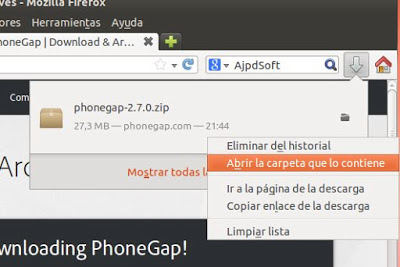 ves - Mozilla Firefox
ores Herramientas Ayuda
honeGap | Download & Ar...
AjpdSoft
Com
phonegap-2.7.0.zip
27,3 MB — phonegap.com — 21:44
Mostrar todas l
Eliminar del historial
Abrir la carpeta que lo contiene
Ir a la página de la descarga
Copiar enlace de la descarga
Limpiar lista
Ar
wnloading PhoneGap!